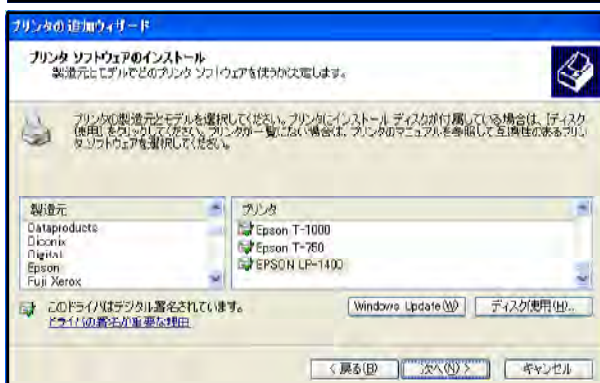 プリンタの追加ウィザード
プリンタ ソフトウェアのインストール
製造元とモデルでどのプリンタ ソフトウェアを使うか決定します。
プリンタの製造元とモデルを選択してください。プリンタにインストール ディスクが付属している場合は、[ディスク
使用] をクリックしてください。プリンタが一覧にない場合は、プリンタのマニュアルを参照して互換性のあるプリン
タ ソフトウェアを選択してください。
製造元
プリンタ
Dataproducts
Diconix
Digital
Epson
Fuji Xerox
Epson T-1000
Epson T-750
EPSON LP-1400
このドライバはデジタル署名されています。
ドライバの署名が重要な理由
Windows Update(W)
ディスク使用(H)...
< 戻る(B)
次へ(N) >
キャンセル